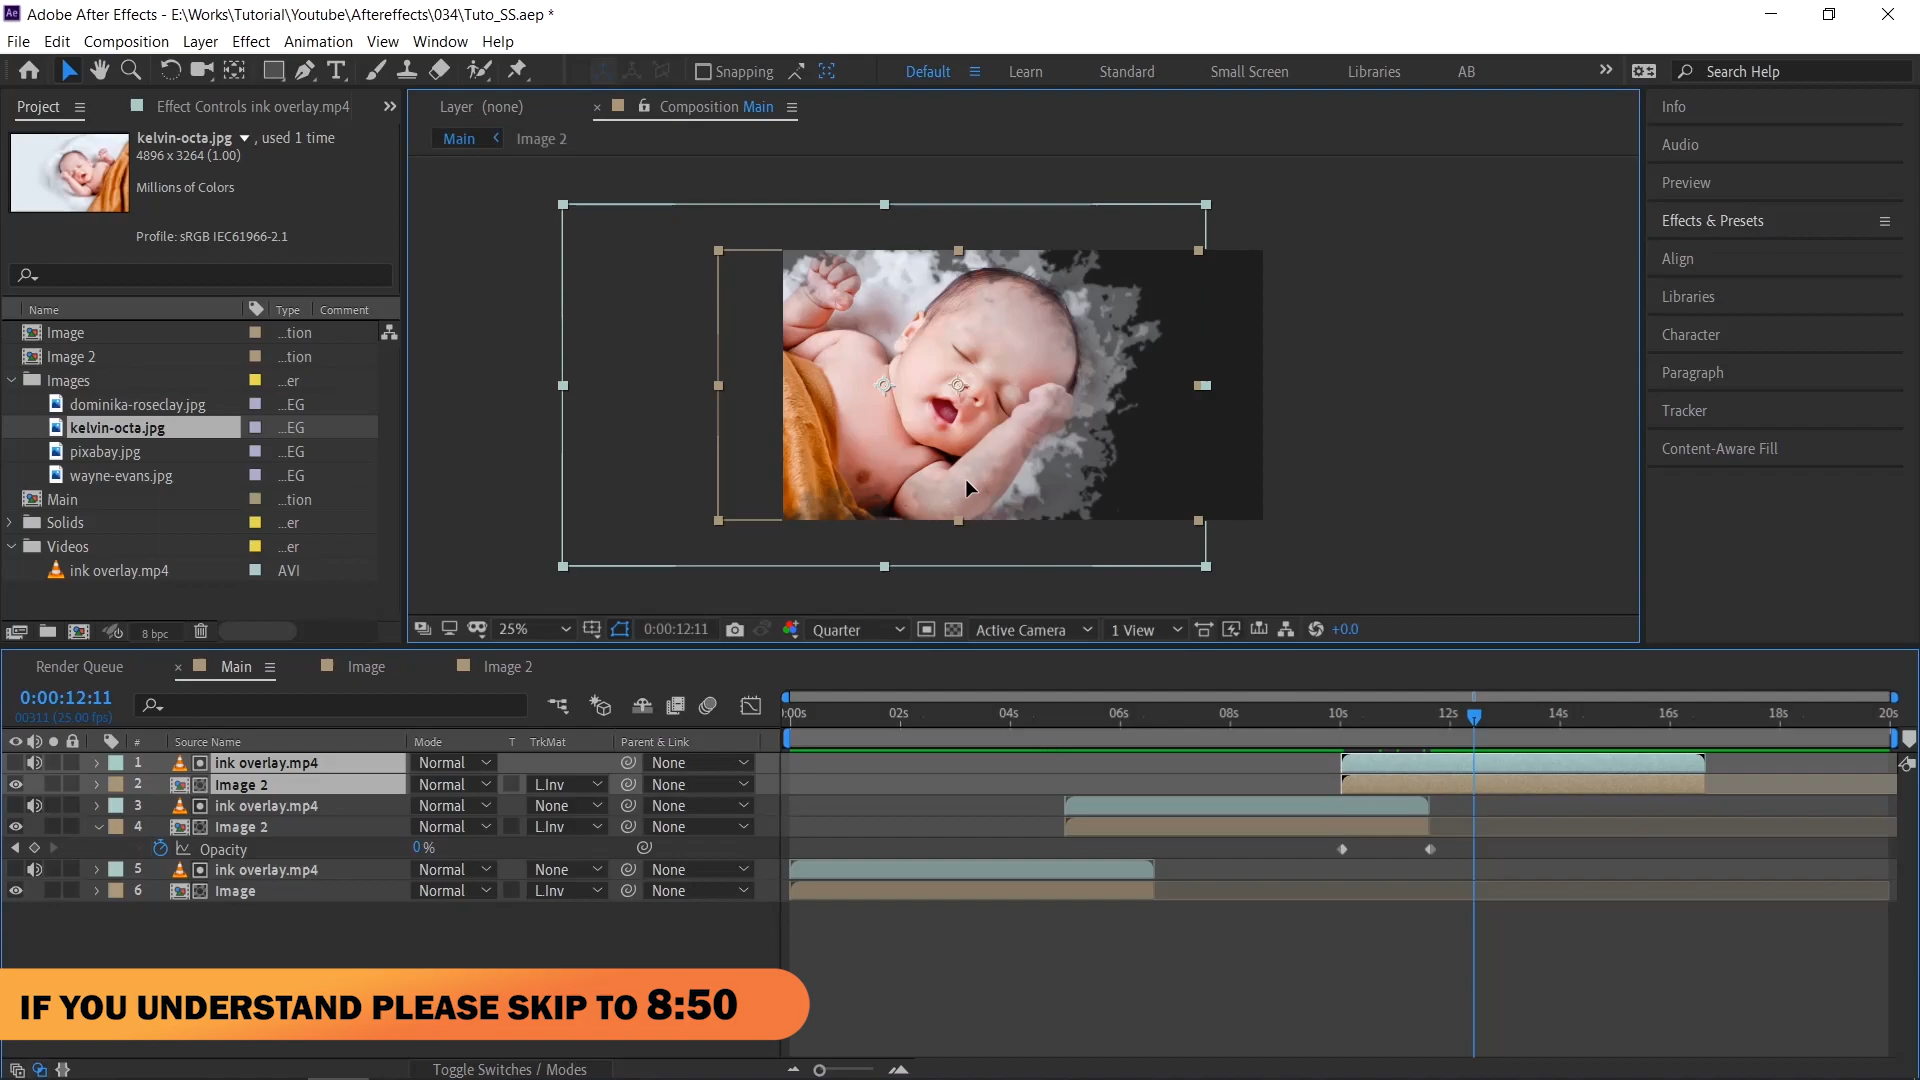 Adobe After Effects - E:\Works\Tutorial\Youtube\Aftereffects\034\Tuto_SS.aep *
File Edit Composition Layer Effect Animation View Window Help
Snapping Default Learn Standard Small Screen Libraries AB Search Help
Project Effect Controls ink overlay.mp4
kelvin-octa.jpg , used 1 time
4896 x 3264 (1.00)
Millions of Colors
Profile: sRGB IEC61966-2.1
Name Type Comment
Image ...tion
Image 2 ...tion
Images ...er
dominika-roseclay.jpg ...EG
kelvin-octa.jpg ...EG
pixabay.jpg ...EG
wayne-evans.jpg ...EG
Main ...tion
Solids ...er
Videos ...er
ink overlay.mp4 AVI
8 bpc
Layer (none) Composition Main
Main Image 2
25% 0:00:12:11 Quarter Active Camera 1 View +0.0
Info
Audio
Preview
Effects & Presets
Align
Libraries
Character
Paragraph
Tracker
Content-Aware Fill
Render Queue Main Image Image 2
0:00:12:11
00311 (25.00 fps)
:00s 02s 04s 06s 08s 10s 12s 14s 16s 18s 20s
# Source Name Mode T TrkMat Parent & Link
1 ink overlay.mp4 Normal None
2 Image 2 Normal L.Inv None
3 ink overlay.mp4 Normal None None
4 Image 2 Normal L.Inv None
Opacity 0 %
5 ink overlay.mp4 Normal None None
6 Image Normal L.Inv None
IF YOU UNDERSTAND PLEASE SKIP TO 8:50
Toggle Switches / Modes